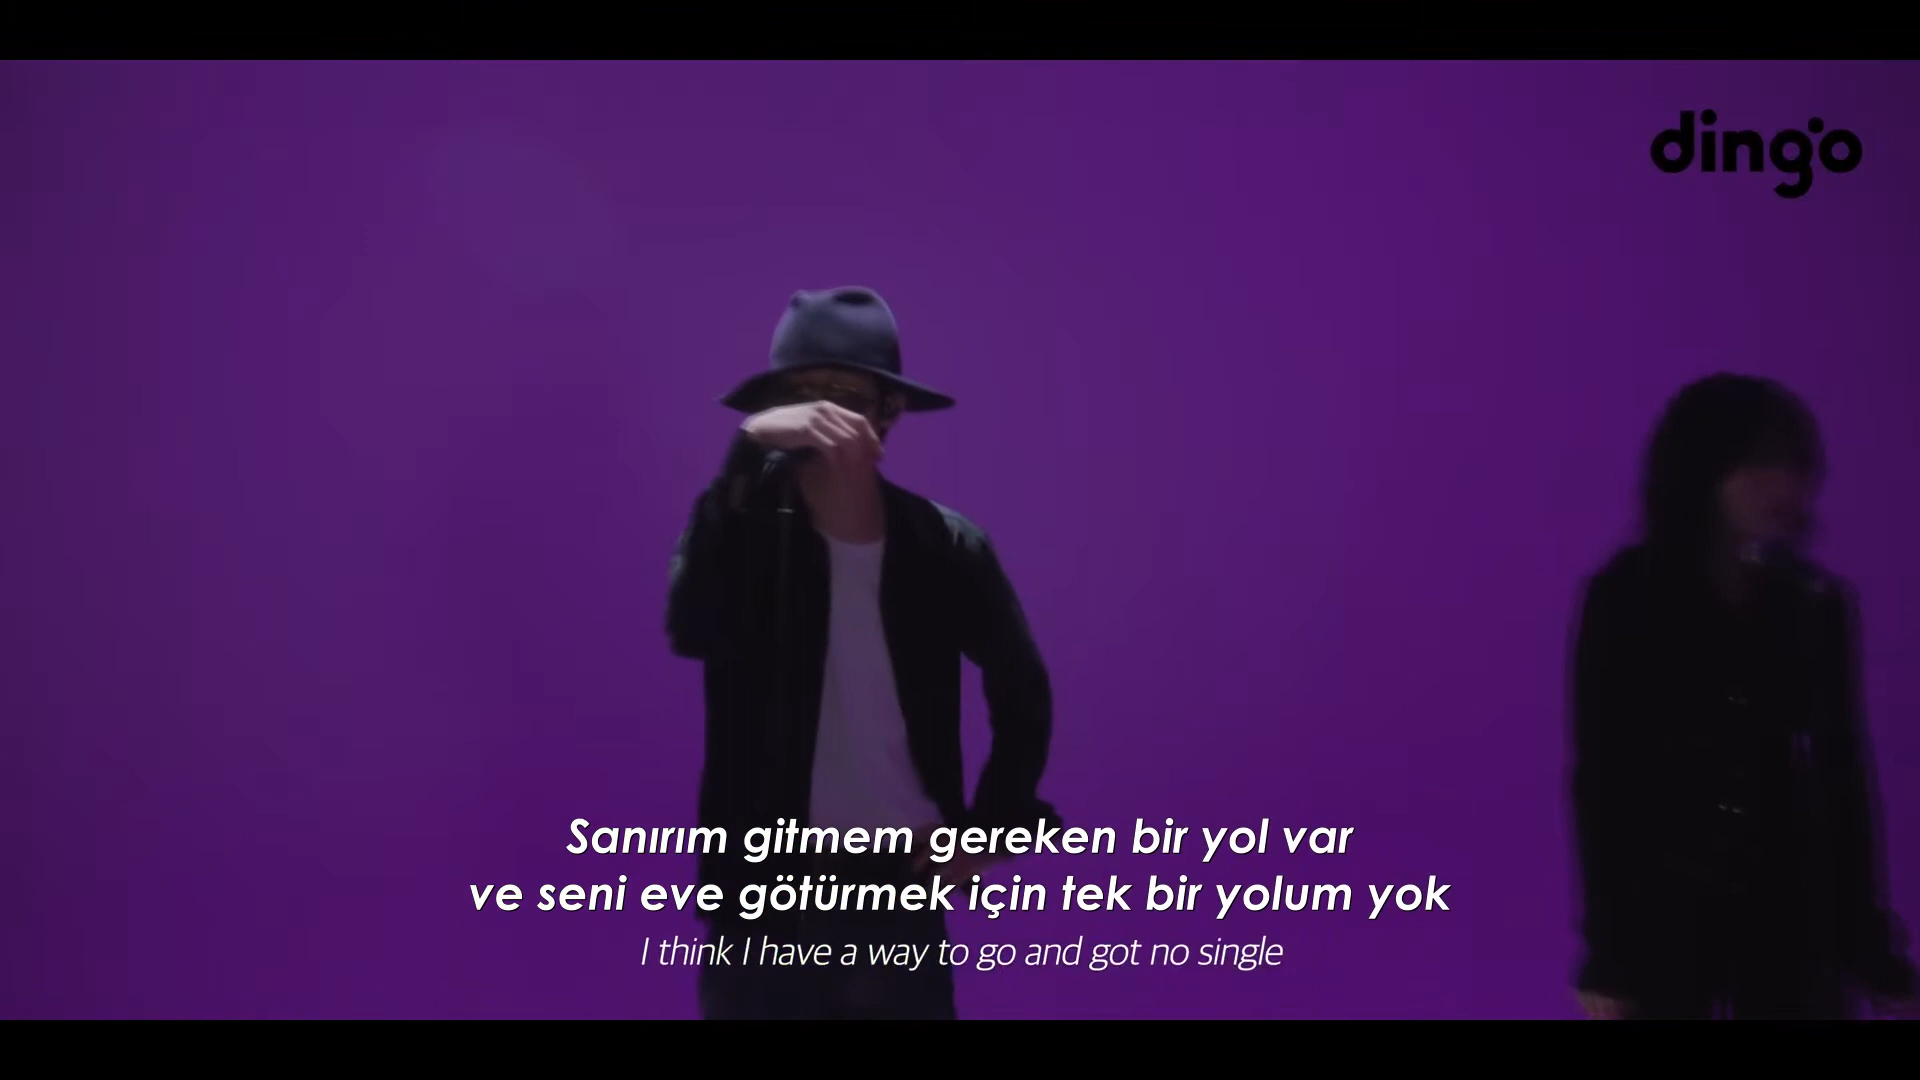 dingo
Sanırım gitmem gereken bir yol var
ve seni eve götürmek için tek bir yolum yok
I think I have a way to go and got no single